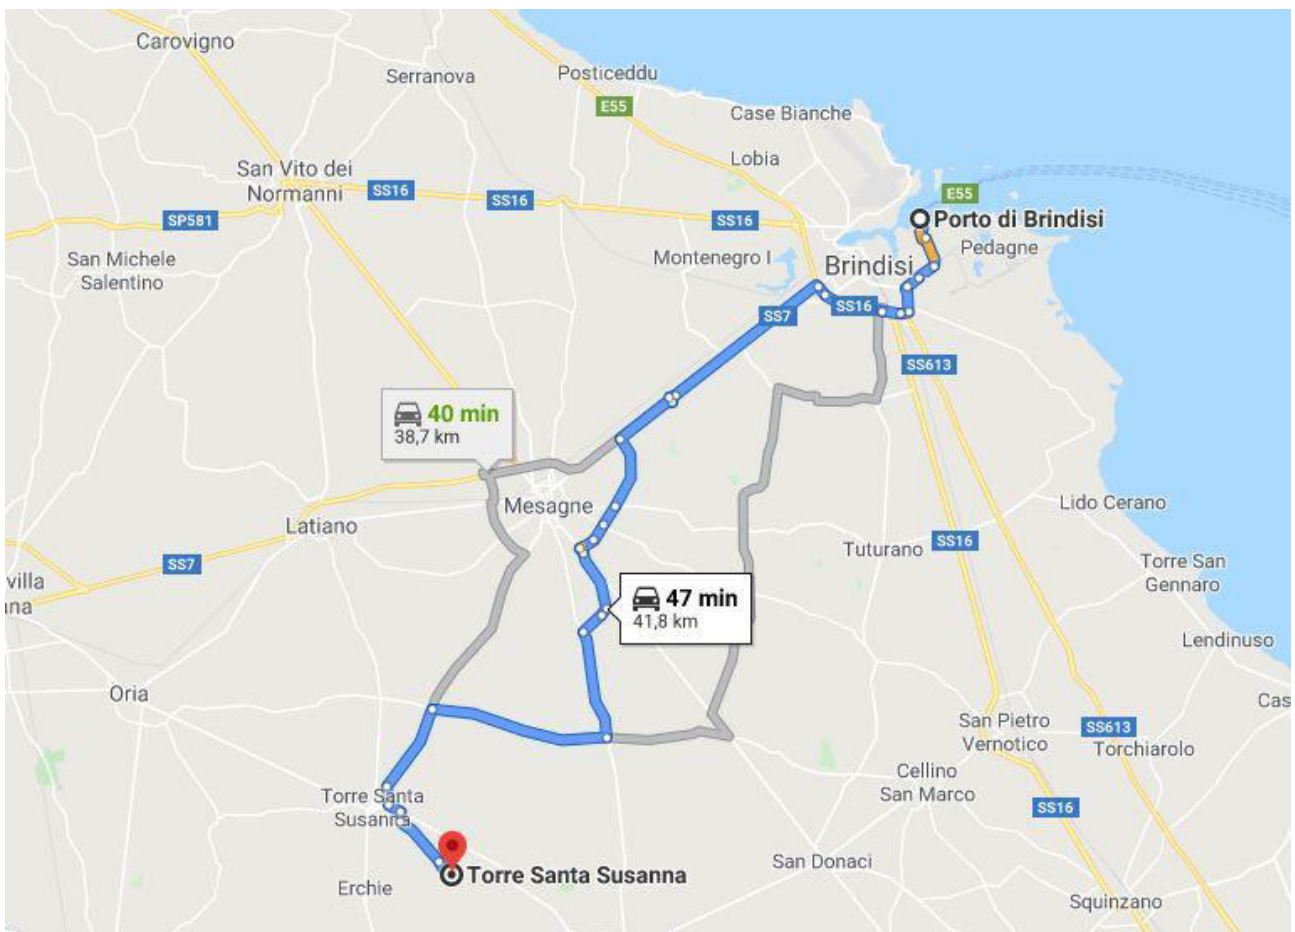 Carovigno
Serranova
Posticeddu
E55
Case Bianche
Lobia
San Vito dei
Normanni
SS16
SS16
SS16
SP581
E55
Porto di Brindisi
Pedagne
San Michele
Salentino
Montenegro I
Brindisi
SS7
SS16
SS613
40 min
38,7 km
Mesagne
Lido Cerano
Latiano
SS7
Tuturano
SS16
Torre San
Gennaro
villa
ana
47 min
41,8 km
Lendinuso
Oria
Cas
San Pietro
Vernotico
SS613
Torchiarolo
Cellino
San Marco
SS16
Torre Santa
Susanna
Torre Santa Susanna
Erchie
San Donaci
Squinzano